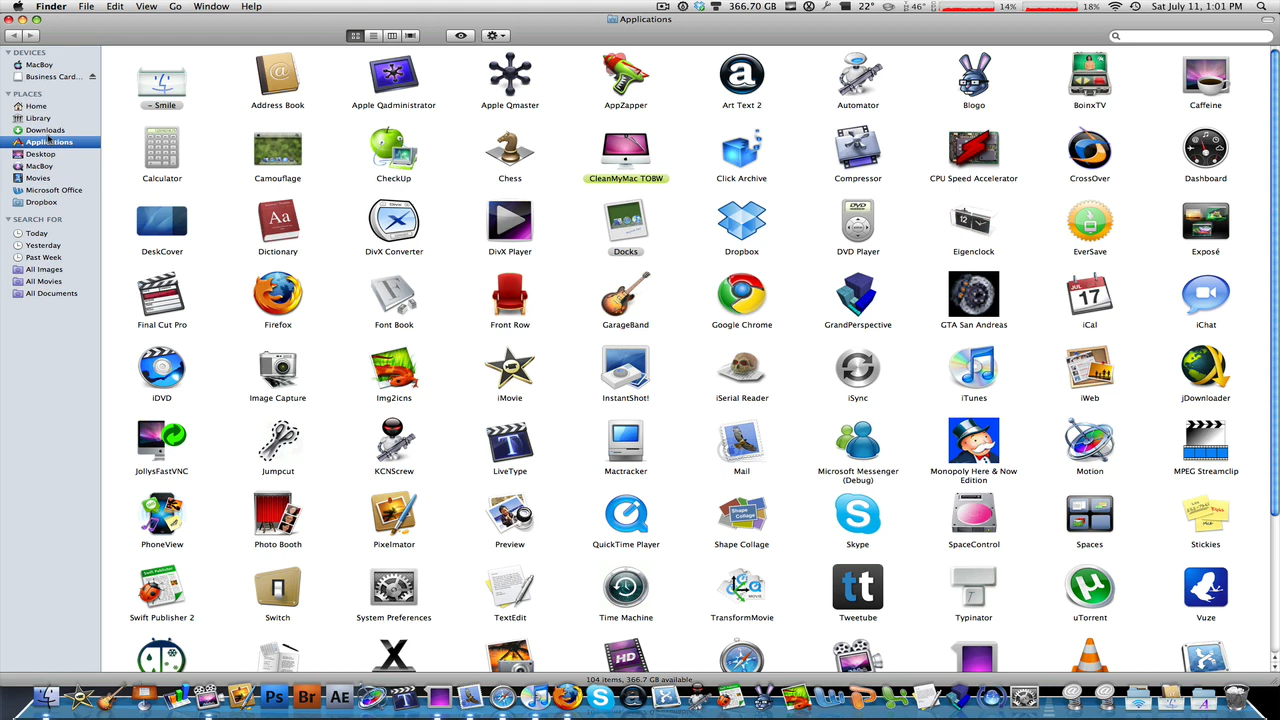 Finder File Edit View Go Window Help 366.70 GB 22° 46° 14% 18% Sat July 11, 1:01 PM
Applications
DEVICES
MacBoy
Business Card...
PLACES
Home
Library
Downloads
Applications
Desktop
MacBoy
Movies
Microsoft Office
Dropbox
SEARCH FOR
Today
Yesterday
Past Week
All Images
All Movies
All Documents
~ Smile Address Book Apple Qadministrator Apple Qmaster AppZapper Art Text 2 Automator Blogo BoinxTV Caffeine
Calculator Camouflage CheckUp Chess CleanMyMac TOBW Click Archive Compressor CPU Speed Accelerator CrossOver Dashboard
DeskCover Dictionary DivX Converter DivX Player Docks Dropbox DVD Player Eigenclock EverSave Exposé
Final Cut Pro Firefox Font Book Front Row GarageBand Google Chrome GrandPerspective GTA San Andreas iCal iChat
iDVD Image Capture Img2icns iMovie InstantShot! iSerial Reader iSync iTunes iWeb jDownloader
JollysFastVNC Jumpcut KCNScrew LiveType Mactracker Mail Microsoft Messenger (Debug) Monopoly Here & Now Edition Motion MPEG Streamclip
PhoneView Photo Booth Pixelmator Preview QuickTime Player Shape Collage Skype SpaceControl Spaces Stickies
Swift Publisher 2 Switch System Preferences TextEdit Time Machine TransformMovie Tweetube Typinator uTorrent Vuze
104 items, 366.7 GB available
Ps Br AE